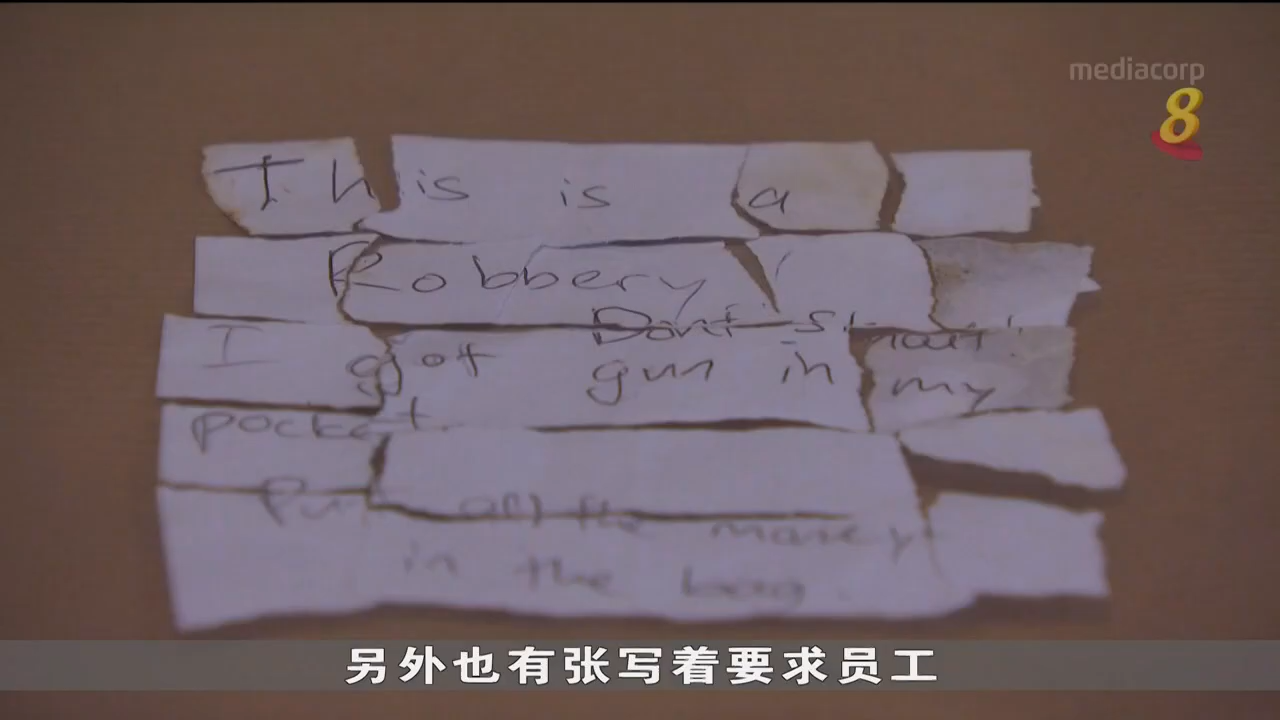 mediacorp
8
This is a
Robbery
Dont Shout!
I got gun in my
pocket.
Put all the money
in the bag.
另外也有张写着要求员工